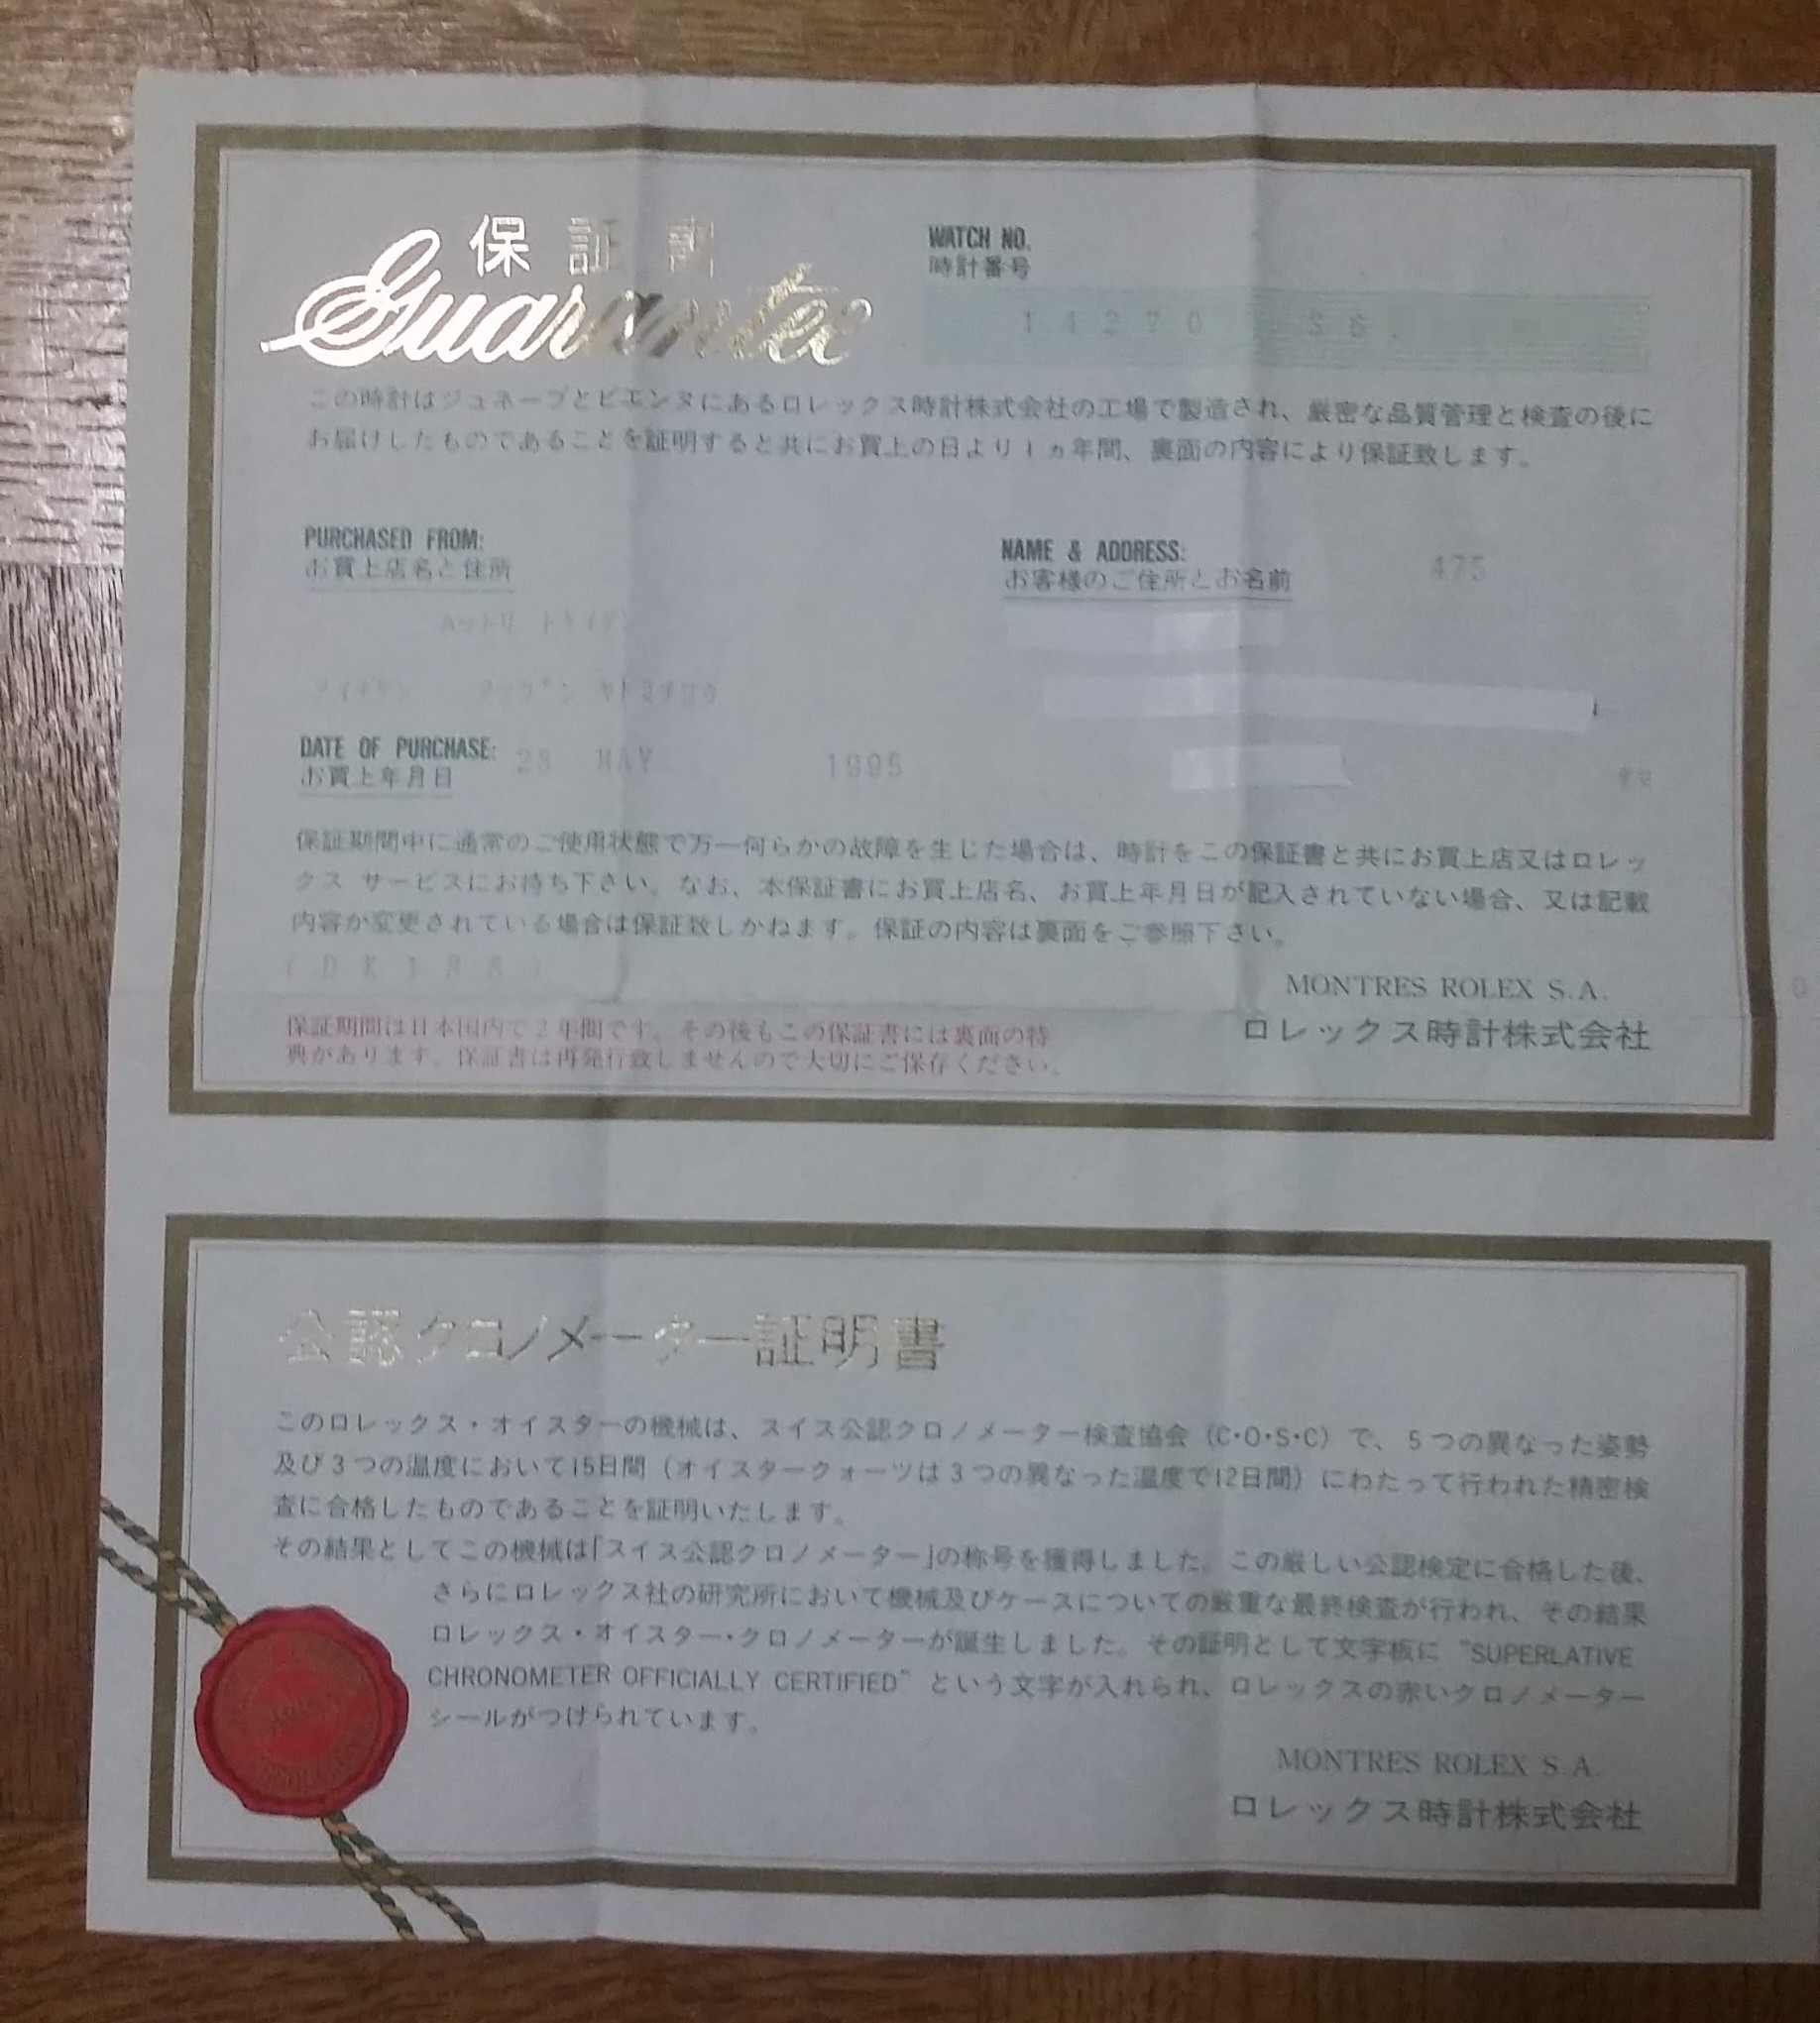 保証書
Guarantee
WATCH NO.
時計番号
14270 S6.
この時計はジュネーブとビエンヌにあるロレックス時計株式会社の工場で製造され、厳密な品質管理と検査の後に
お届けしたものであることを証明すると共にお買上の日より1ヵ年間、裏面の内容により保証致します。
PURCHASED FROM:
お買上店名と住所
ハットリ トケイテン
アイチケン ヤトミチョウ
NAME & ADDRESS:
お客様のご住所とお名前
475
DATE OF PURCHASE: 28 MAY 1995
お買上年月日
サマ
保証期間中に通常のご使用状態で万一何らかの故障を生じた場合は、時計をこの保証書と共にお買上店又はロレッ
クス サービスにお持ち下さい。なお、本保証書にお買上店名、お買上年月日が記入されていない場合、又は記載
内容が変更されている場合は保証致しかねます。保証の内容は裏面をご参照下さい。
(DK188)
保証期間は日本国内で2年間です。その後もこの保証書には裏面の特
典があります。保証書は再発行致しませんので大切にご保存ください。
MONTRES ROLEX S.A.
ロレックス時計株式会社
公認クロノメーター証明書
このロレックス・オイスターの機械は、スイス公認クロノメーター検査協会(C・O・S・C)で、5つの異なった姿勢
及び3つの温度において15日間(オイスタークォーツは3つの異なった温度で12日間)にわたって行われた精密検
査に合格したものであることを証明いたします。
その結果としてこの機械は「スイス公認クロノメーター」の称号を獲得しました。この厳しい公認検定に合格した後、
さらにロレックス社の研究所において機械及びケースについての厳重な最終検査が行われ、その結果
ロレックス・オイスター・クロノメーターが誕生しました。その証明として文字板に "SUPERLATIVE
CHRONOMETER OFFICIALLY CERTIFIED" という文字が入れられ、ロレックスの赤いクロノメーター
シールがつけられています。
MONTRES ROLEX S.A.
ロレックス時計株式会社